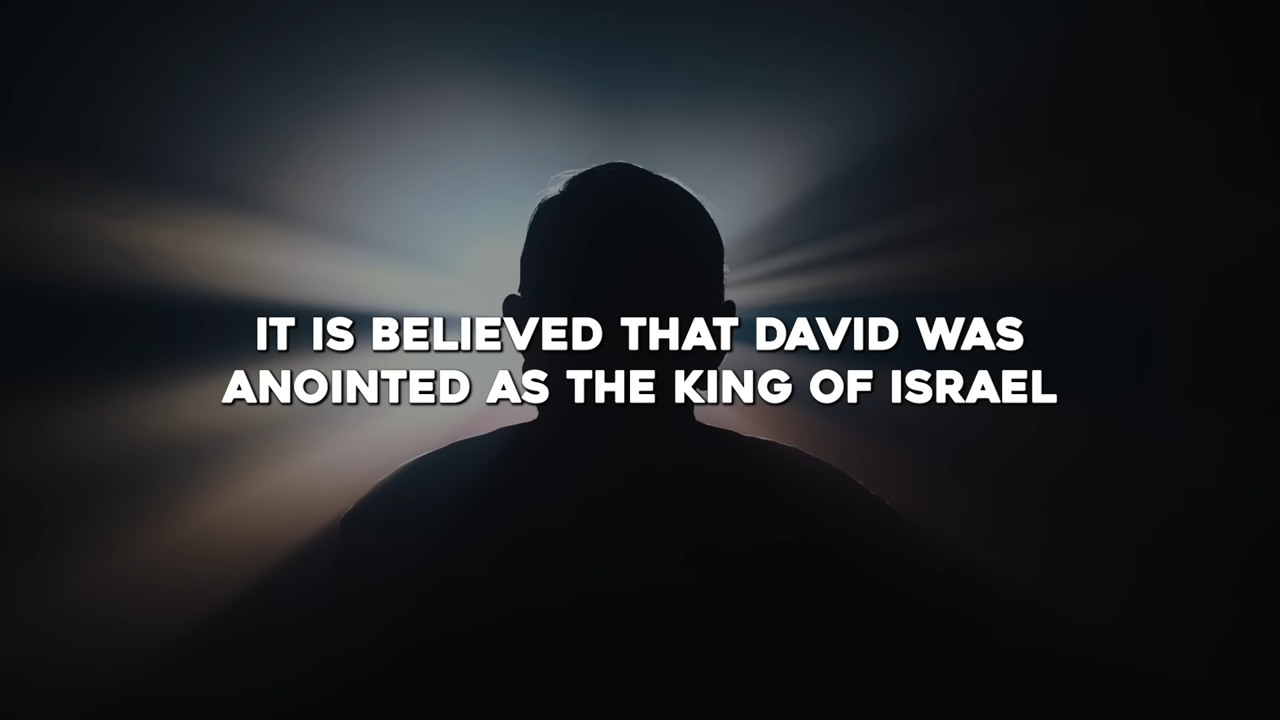 IT IS BELIEVED THAT DAVID WAS
ANOINTED AS THE KING OF ISRAEL